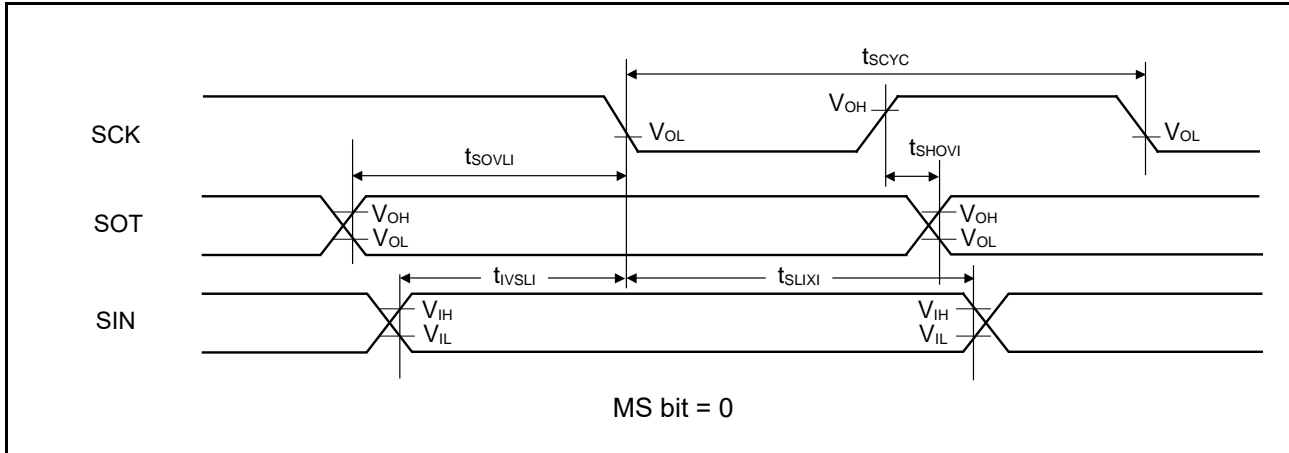 tSCYC
SCK
VOH
VOL
VOL
tSHOVI
tSOVLI
SOT
VOH
VOL
VOH
VOL
tIVSLI
tSLIXI
SIN
VIH
VIL
VIH
VIL
MS bit = 0